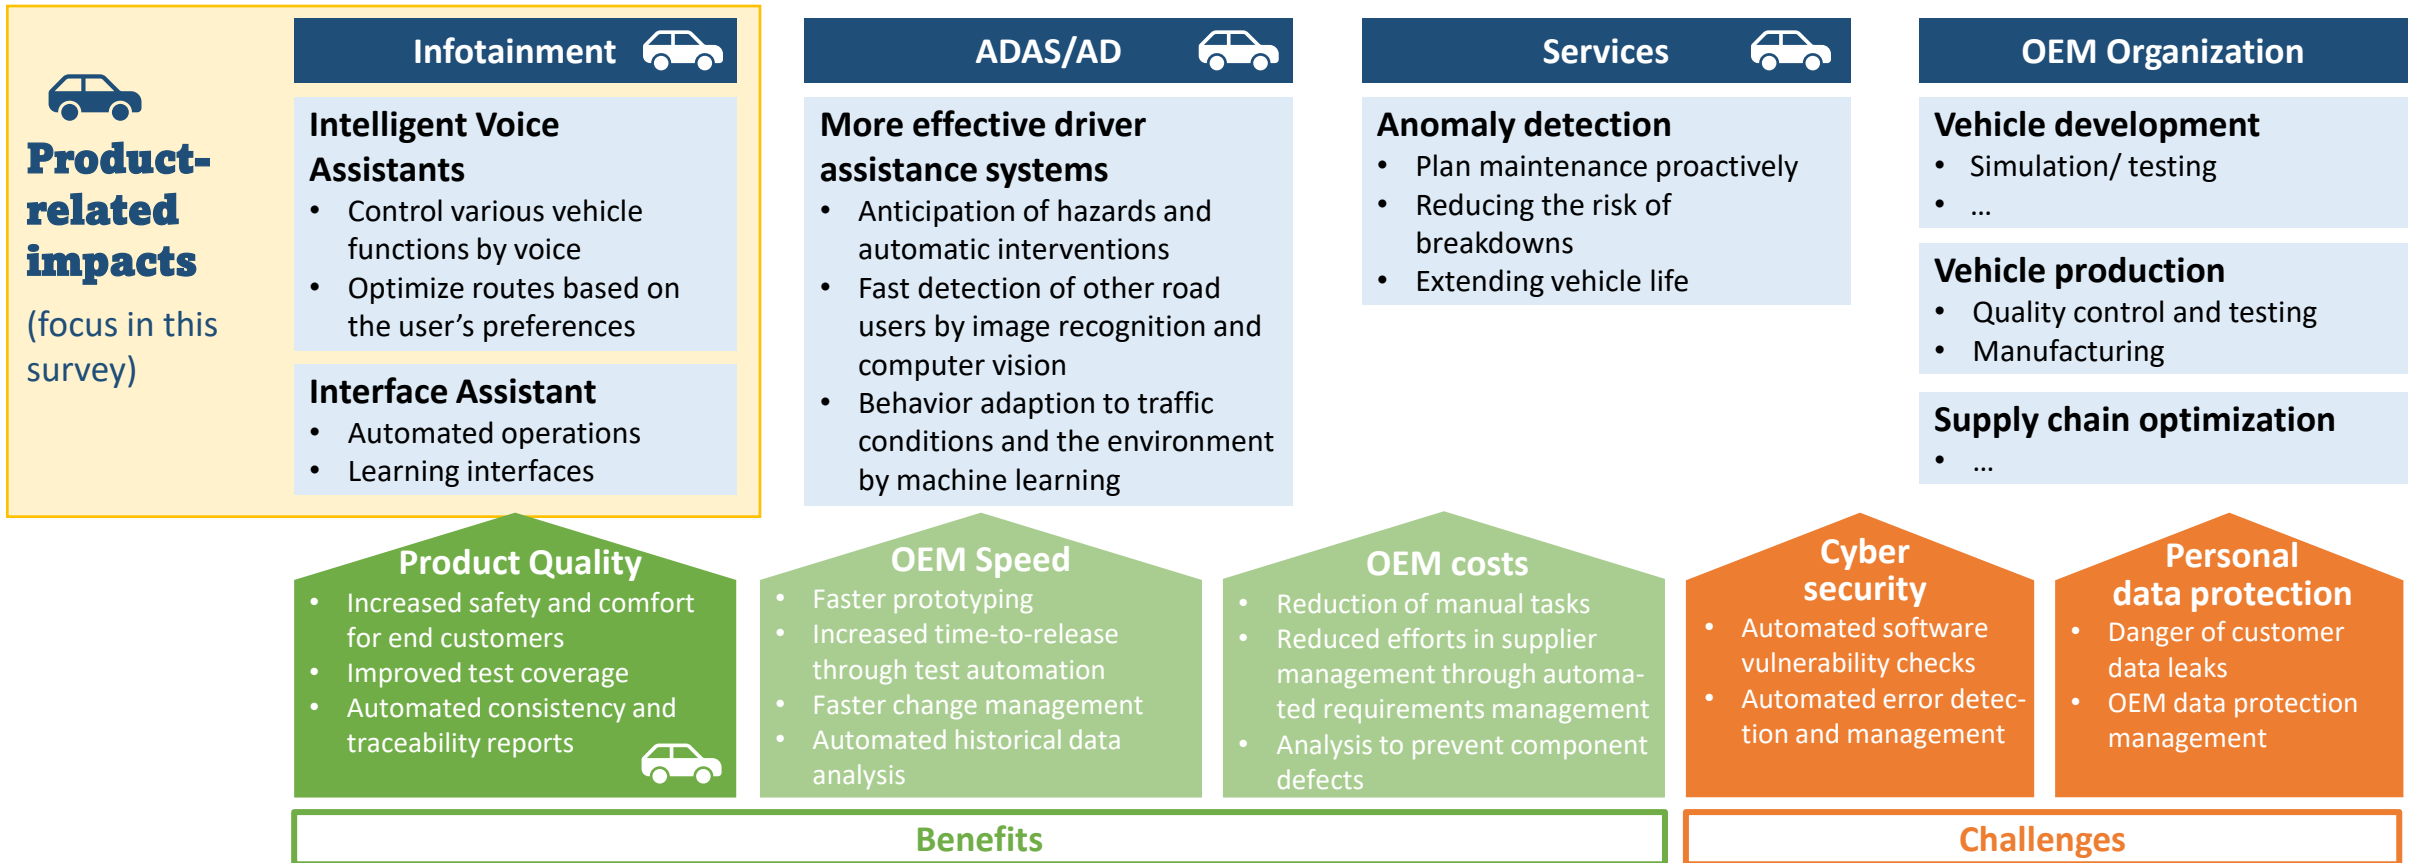 Product-
related
impacts
(focus in this
survey)
Infotainment
Intelligent Voice
Assistants
• Control various vehicle
functions by voice
• Optimize routes based on
the user’s preferences
Interface Assistant
• Automated operations
• Learning interfaces
ADAS/AD
More effective driver
assistance systems
• Anticipation of hazards and
automatic interventions
• Fast detection of other road
users by image recognition and
computer vision
• Behavior adaption to traffic
conditions and the environment
by machine learning
Services
Anomaly detection
• Plan maintenance proactively
• Reducing the risk of
breakdowns
• Extending vehicle life
OEM Organization
Vehicle development
• Simulation/ testing
• ...
Vehicle production
• Quality control and testing
• Manufacturing
Supply chain optimization
• ...
Product Quality
• Increased safety and comfort
for end customers
• Improved test coverage
• Automated consistency and
traceability reports
OEM Speed
• Faster prototyping
• Increased time-to-release
through test automation
• Faster change management
• Automated historical data
analysis
OEM costs
• Reduction of manual tasks
• Reduced efforts in supplier
management through automa-
ted requirements management
• Analysis to prevent component
defects
Cyber
security
• Automated software
vulnerability checks
• Automated error detec-
tion and management
Personal
data protection
• Danger of customer
data leaks
• OEM data protection
management
Benefits
Challenges